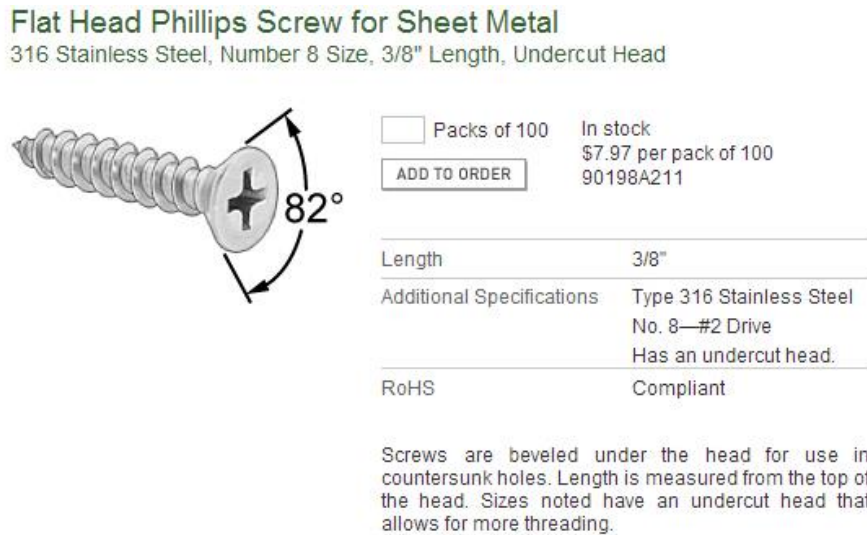 Flat Head Phillips Screw for Sheet Metal
316 Stainless Steel, Number 8 Size, 3/8" Length, Undercut Head
82°
Packs of 100
In stock
$7.97 per pack of 100
ADD TO ORDER
90198A211
Length 3/8"
Additional Specifications Type 316 Stainless Steel
No. 8—#2 Drive
Has an undercut head.
RoHS Compliant
Screws are beveled under the head for use in
countersunk holes. Length is measured from the top of
the head. Sizes noted have an undercut head that
allows for more threading.